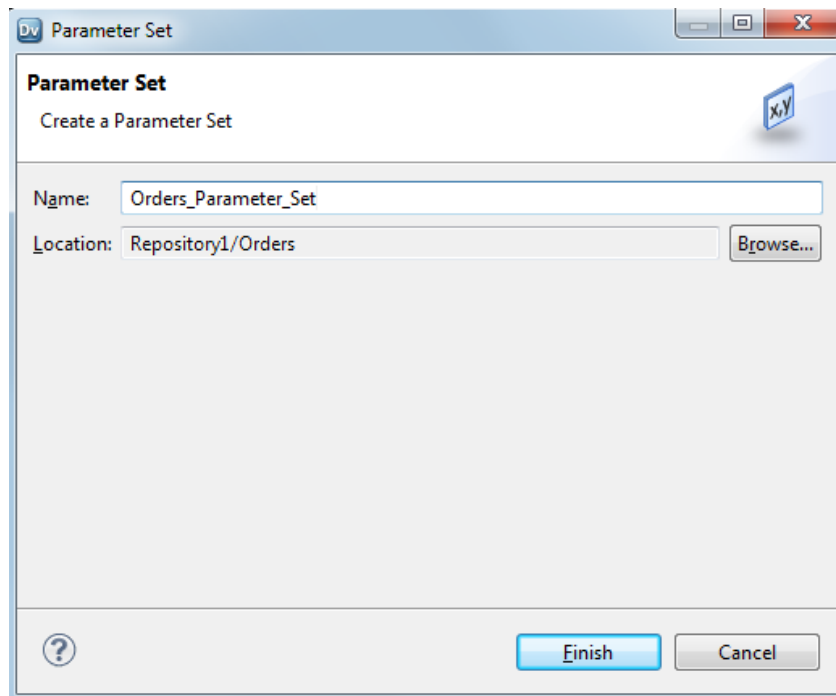 Dv Parameter Set
Parameter Set
Create a Parameter Set
x,y
Name: Orders_Parameter_Set
Location: Repository1/Orders Browse...
? Finish Cancel